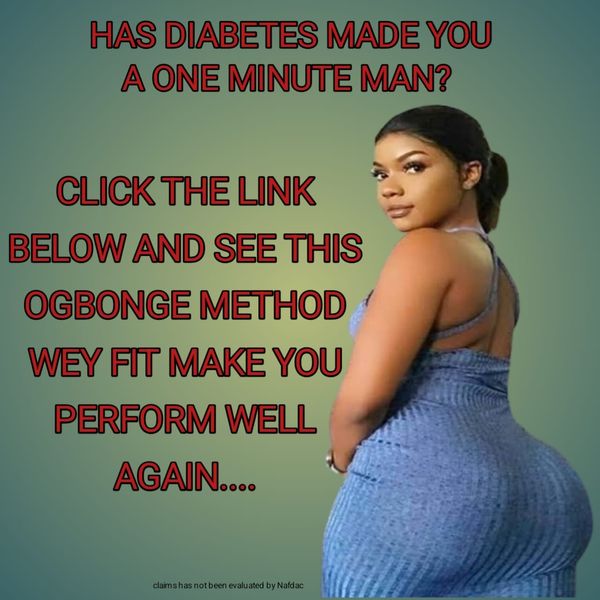 HAS DIABETES MADE YOU
A ONE MINUTE MAN?
CLICK THE LINK
BELOW AND SEE THIS
OGBONGE METHOD
WEY FIT MAKE YOU
PERFORM WELL
AGAIN....
claims has not been evaluated by Nafdac